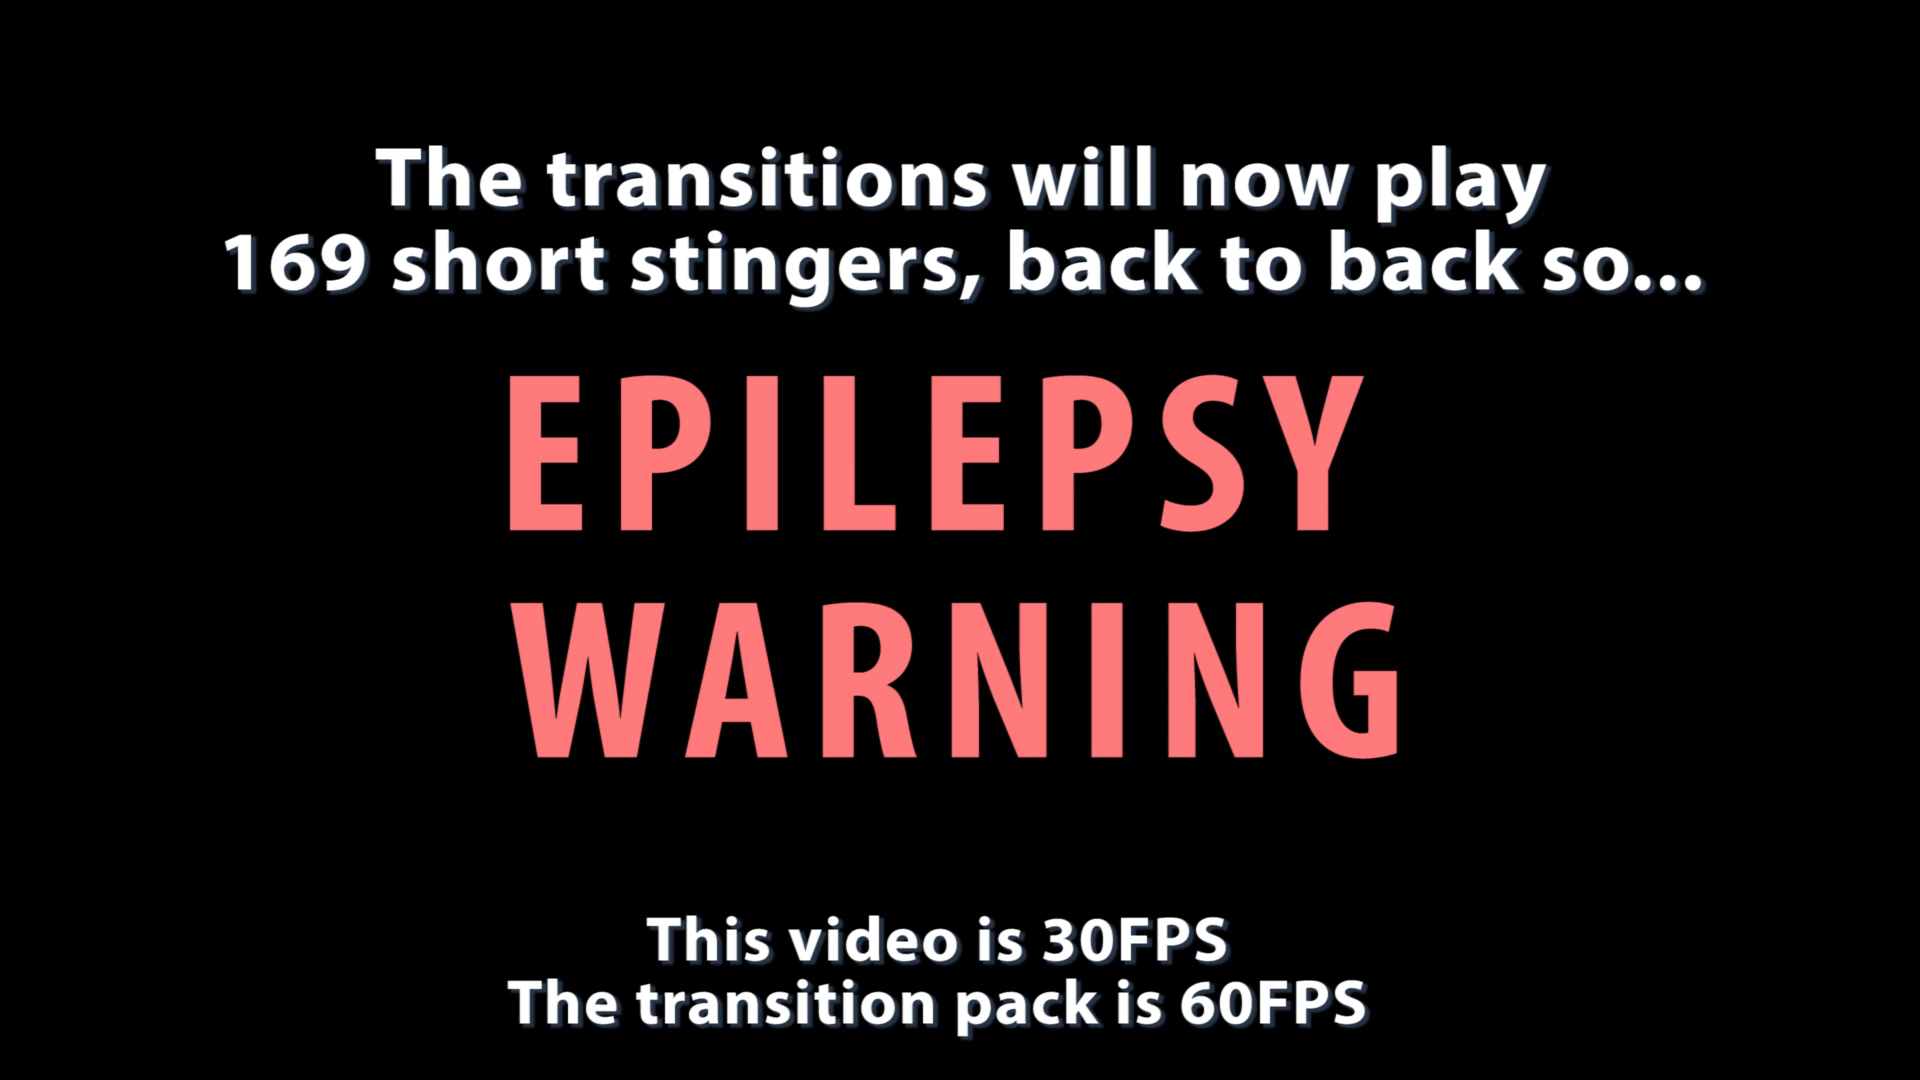 The transitions will now play
169 short stingers, back to back so...
EPILEPSY
WARNING
This video is 30FPS
The transition pack is 60FPS